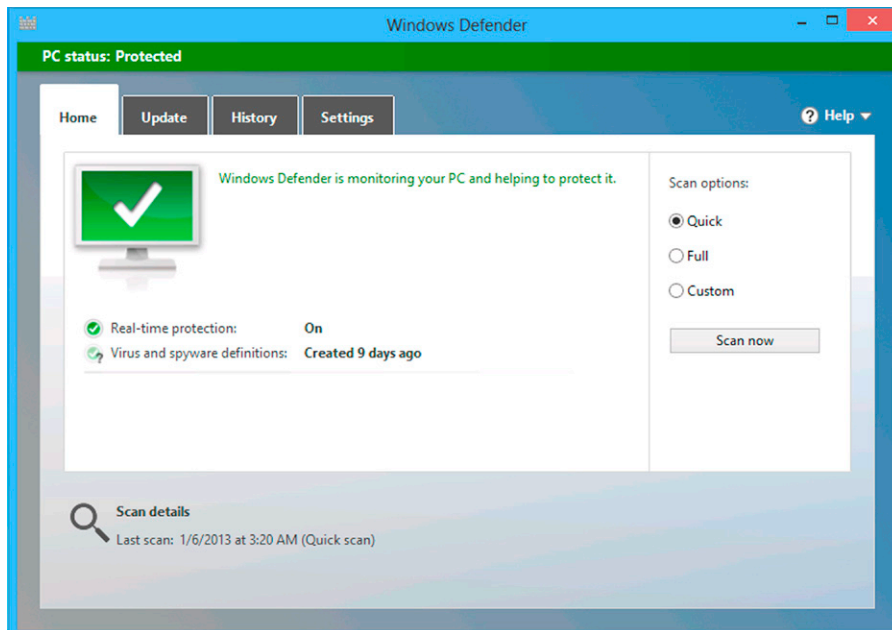 Windows Defender
PC status: Protected
Home
Update
History
Settings
Help
Windows Defender is monitoring your PC and helping to protect it.
Real-time protection: On
Virus and spyware definitions: Created 9 days ago
Scan options:
Quick
Full
Custom
Scan now
Scan details
Last scan: 1/6/2013 at 3:20 AM (Quick scan)